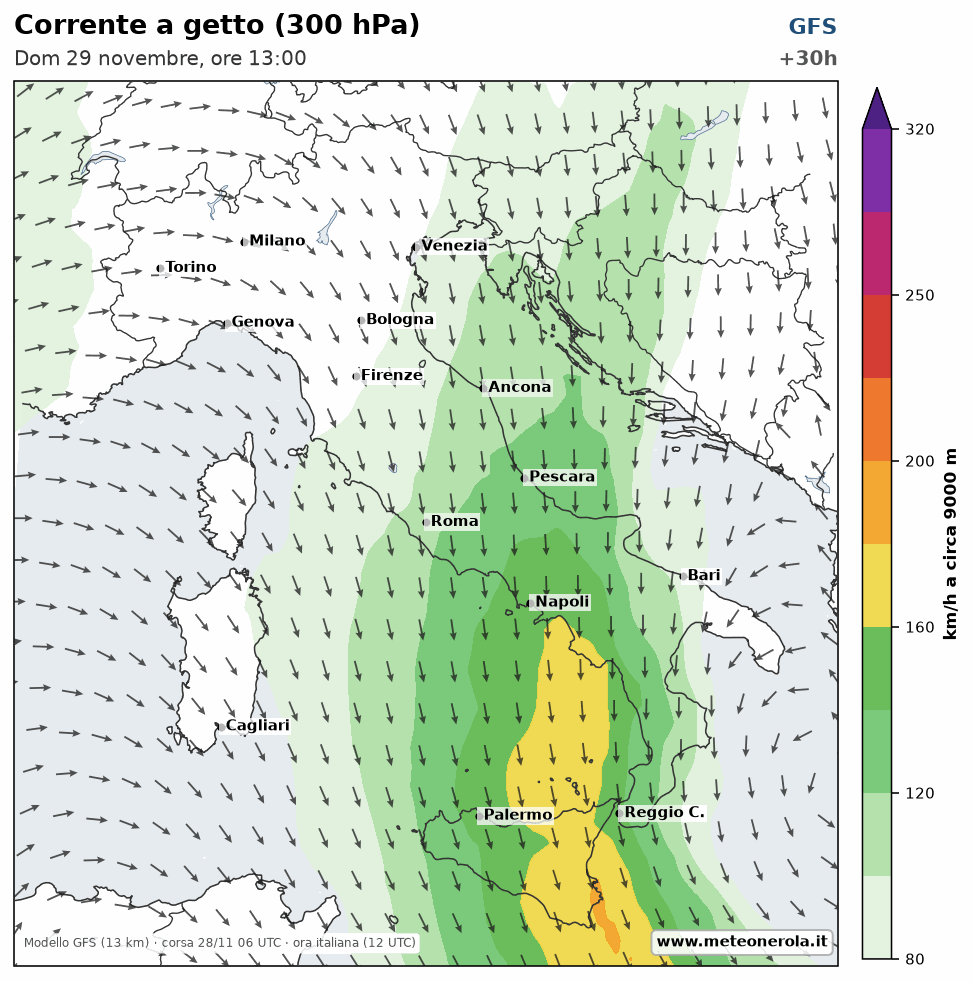 Corrente a getto (300 hPa)
GFS
Dom 29 novembre, ore 13:00
+30h
320
250
200
160
120
80
km/h a circa 9000 m
Milano
Venezia
Torino
Genova
Bologna
Firenze
Ancona
Pescara
Roma
Bari
Napoli
Cagliari
Palermo
Reggio C.
Modello GFS (13 km) · corsa 28/11 06 UTC · ora italiana (12 UTC)
www.meteonerola.it